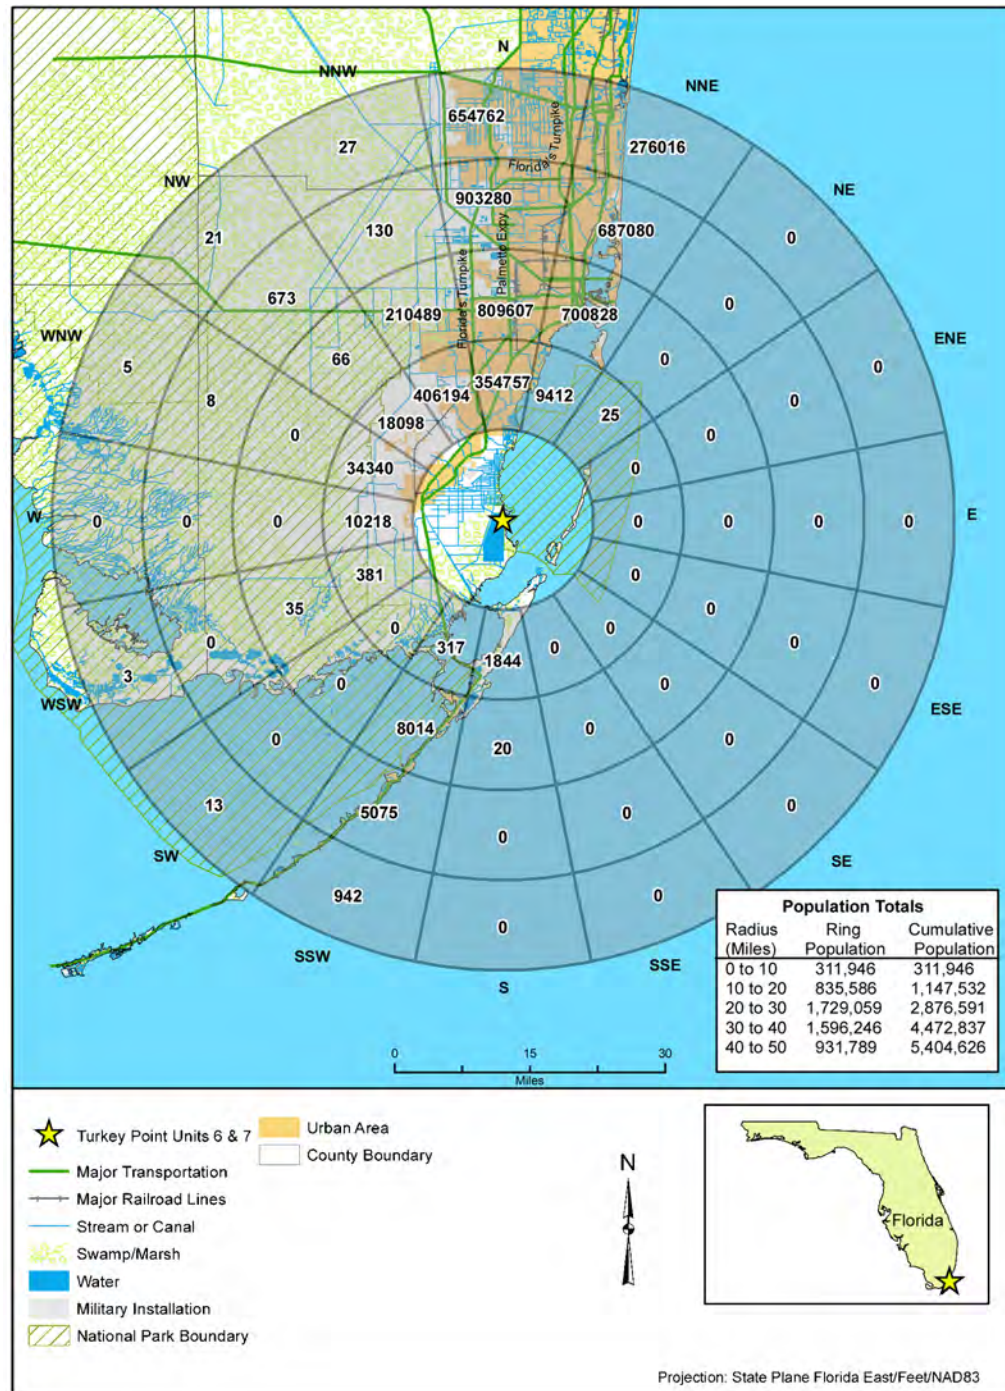 N
NNW
NNE
654762
27
Florida's Turnpike
276016
NW
903280
NE
21
130
687080
0
Palmetto Expy
Florida's Turnpike
673
210489
809607
700828
0
WNW
ENE
5
66
0
0
8
406194
354757
9412
25
0
18098
0
0
34340
0
W
0
0
0
10218
0
0
0
0
E
381
0
35
0
0
0
317
1844
0
0
0
3
0
0
0
WSW
ESE
8014
0
20
0
0
13
5075
0
0
0
SW
SE
942
0
0
SSW
SSE
S
Population Totals
Radius (Miles) Ring Population Cumulative Population
0 to 10 311,946 311,946
10 to 20 835,586 1,147,532
20 to 30 1,729,059 2,876,591
30 to 40 1,596,246 4,472,837
40 to 50 931,789 5,404,626
0 15 30
Miles
Turkey Point Units 6 & 7
Major Transportation
Major Railroad Lines
Stream or Canal
Swamp/Marsh
Water
Military Installation
National Park Boundary
Urban Area
County Boundary
N
Florida
Projection: State Plane Florida East/Feet/NAD83